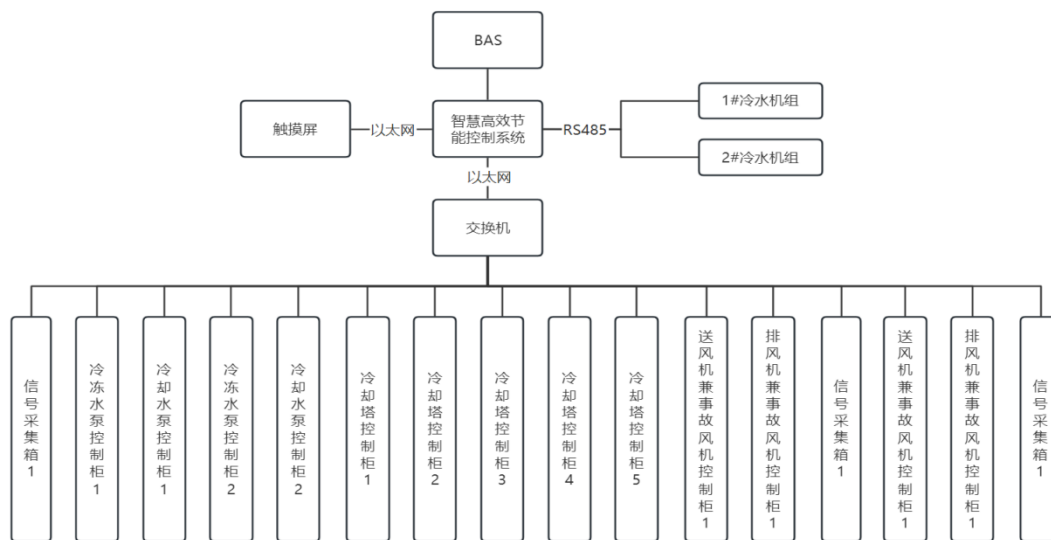 BAS
触摸屏
以太网
智慧高效节
能控制系统
RS485
1#冷水机组
2#冷水机组
以太网
交换机
信号采集箱1
冷冻水泵控制柜1
冷却水泵控制柜1
冷冻水泵控制柜2
冷却水泵控制柜2
冷却塔控制柜1
冷却塔控制柜2
冷却塔控制柜3
冷却塔控制柜4
冷却塔控制柜5
送风机兼事故风机控制柜1
排风机兼事故风机控制柜1
信号采集箱1
送风机兼事故风机控制柜1
排风机兼事故风机控制柜1
信号采集箱1